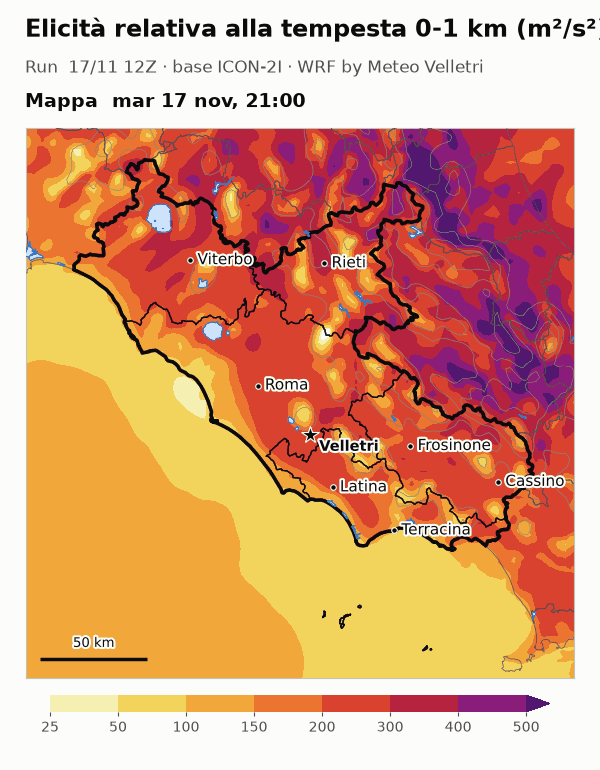 Elicità relativa alla tempesta 0-1 km (m²/s²)
Run 17/11 12Z · base ICON-2I · WRF by Meteo Velletri
Mappa mar 17 nov, 21:00
Viterbo
Rieti
Roma
Velletri
Frosinone
Cassino
Latina
Terracina
50 km
25 50 100 150 200 300 400 500